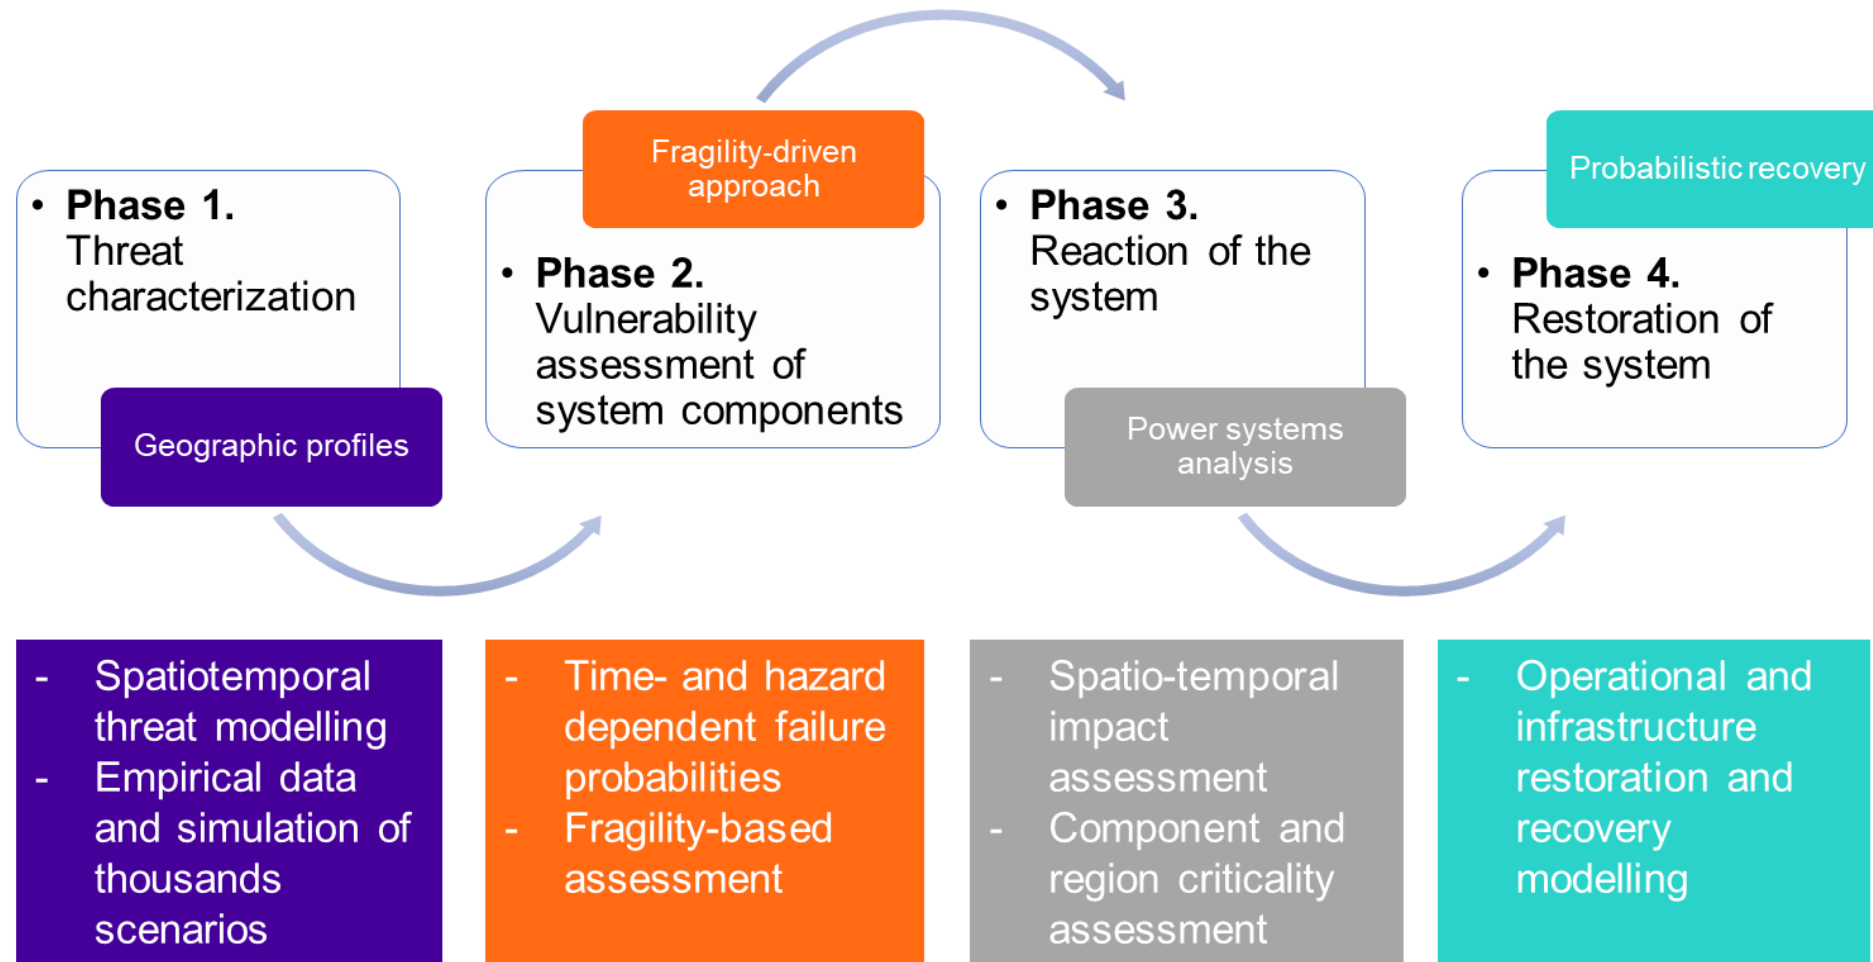 • Phase 1.
Threat
characterization
Geographic profiles
Fragility-driven
approach
• Phase 2.
Vulnerability
assessment of
system components
• Phase 3.
Reaction of the
system
Power systems
analysis
Probabilistic recovery
• Phase 4.
Restoration of
the system
- Spatiotemporal
threat modelling
- Empirical data
and simulation of
thousands
scenarios
- Time- and hazard
dependent failure
probabilities
- Fragility-based
assessment
- Spatio-temporal
impact
assessment
- Component and
region criticality
assessment
- Operational and
infrastructure
restoration and
recovery
modelling